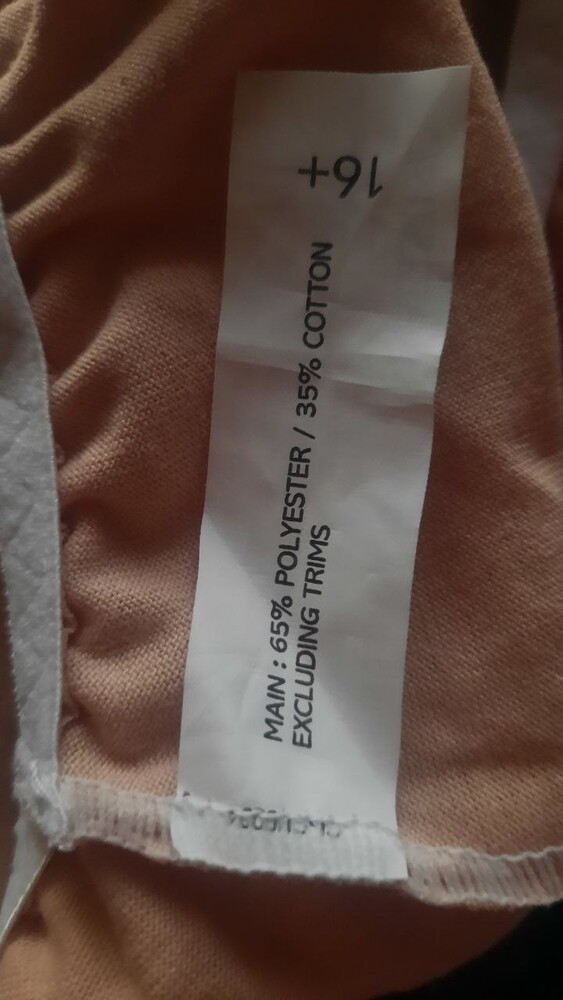 16+
MAIN : 65% POLYESTER / 35% COTTON
EXCLUDING TRIMS